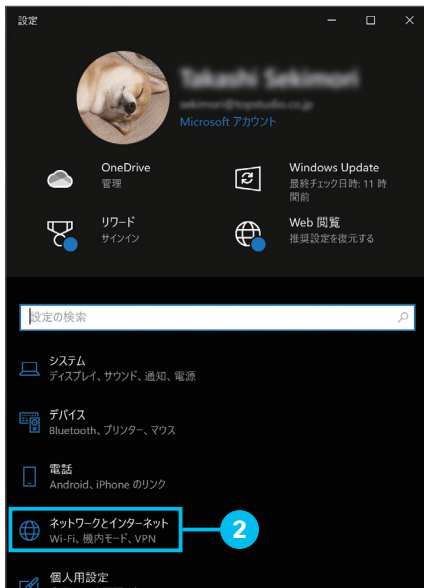 設定
Microsoft アカウント
OneDrive
管理
Windows Update
最終チェック日時: 11 時
間前
リワード
サインイン
Web 閲覧
推奨設定を復元する
設定の検索
システム
ディスプレイ、サウンド、通知、電源
デバイス
Bluetooth、プリンター、マウス
電話
Android、iPhone のリンク
ネットワークとインターネット
Wi-Fi、機内モード、VPN
2
個人用設定